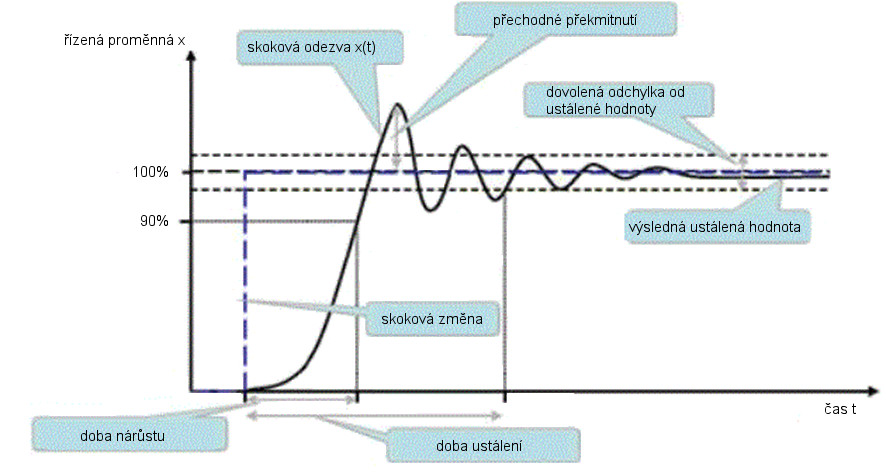 přechodné překmitnutí
řízená proměnná x
skoková odezva x(t)
dovolená odchylka od
ustálené hodnoty
100%
90%
výsledná ustálená hodnota
skoková změna
čas t
doba nárůstu
doba ustálení